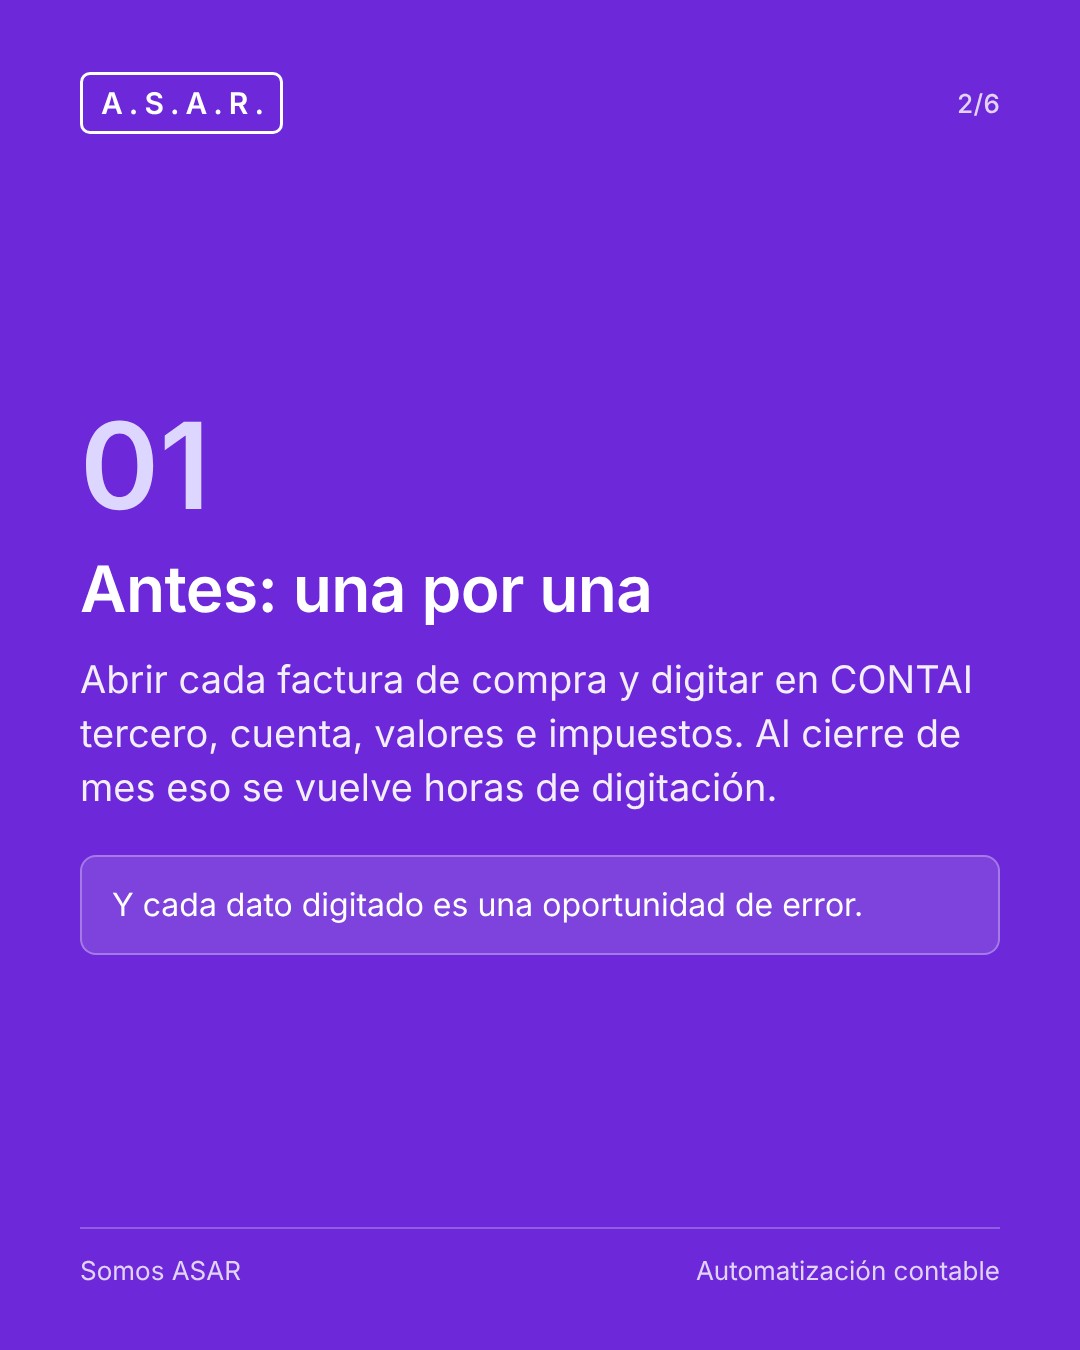 A.S.A.R.
2/6
01
Antes: una por una
Abrir cada factura de compra y digitar en CONTAI
tercero, cuenta, valores e impuestos. Al cierre de
mes eso se vuelve horas de digitación.
Y cada dato digitado es una oportunidad de error.
Somos ASAR
Automatización contable